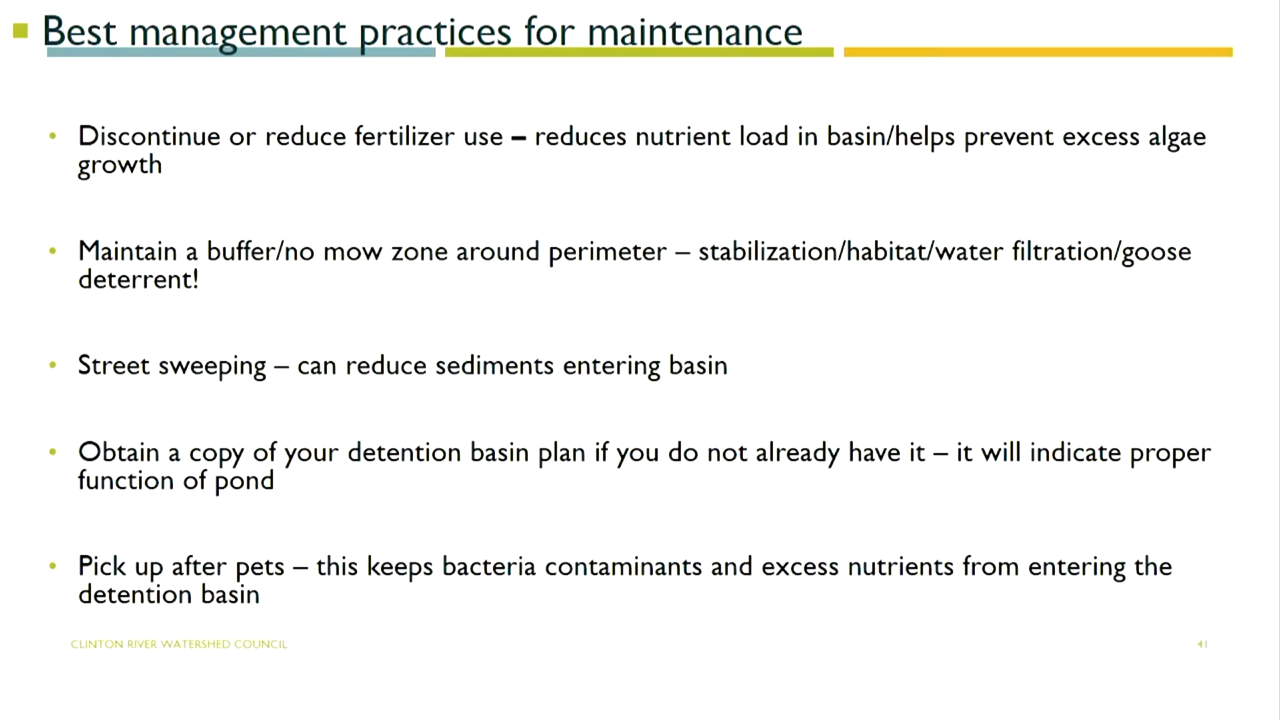 Best management practices for maintenance
• Discontinue or reduce fertilizer use – reduces nutrient load in basin/helps prevent excess algae
growth
• Maintain a buffer/no mow zone around perimeter – stabilization/habitat/water filtration/goose
deterrent!
• Street sweeping – can reduce sediments entering basin
• Obtain a copy of your detention basin plan if you do not already have it – it will indicate proper
function of pond
• Pick up after pets – this keeps bacteria contaminants and excess nutrients from entering the
detention basin
CLINTON RIVER WATERSHED COUNCIL
41